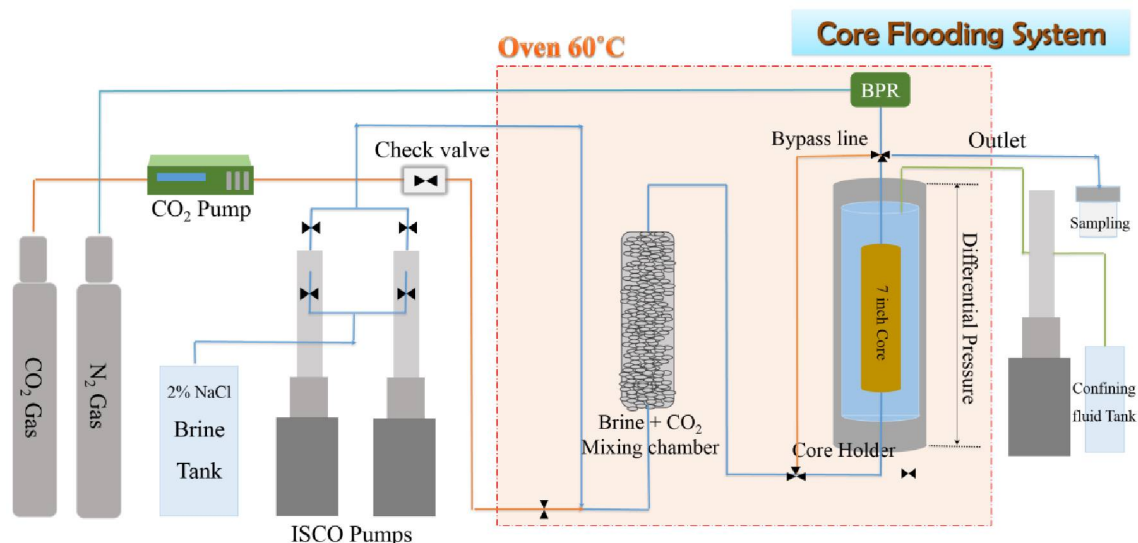 Core Flooding System
Oven 60°C
BPR
Bypass line
Outlet
Check valve
CO₂ Pump
Sampling
Differential Pressure
7 inch Core
CO₂ Gas
N₂ Gas
2% NaCl
Brine
Tank
Brine + CO₂
Mixing chamber
Core Holder
Confining
fluid Tank
ISCO Pumps